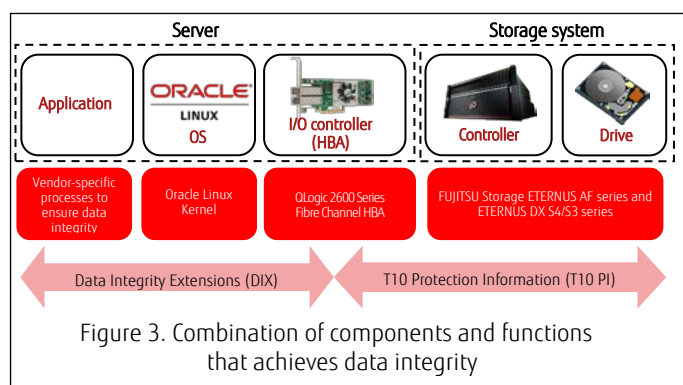 Server
Storage system
Application
ORACLE
LINUX
OS
I/O controller
(HBA)
Controller
Drive
Vendor-specific
processes to
ensure data
integrity
Oracle Linux
Kernel
QLogic 2600 Series
Fibre Channel HBA
FUJITSU Storage ETERNUS AF series and
ETERNUS DX S4/S3 series
Data Integrity Extensions (DIX)
T10 Protection Information (T10 PI)
Figure 3. Combination of components and functions
that achieves data integrity